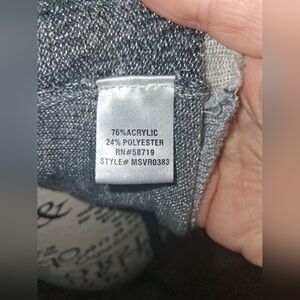 76%ACRYLIC
24% POLYESTER
RN#58719
STYLE# MSVR0383